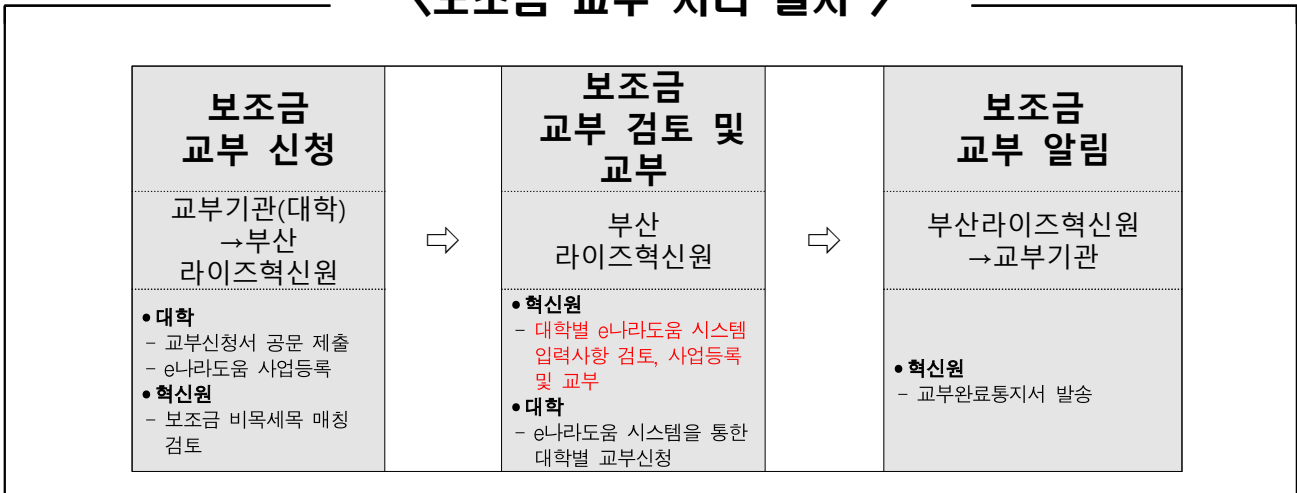 보조금
교부 신청
교부기관(대학)
→부산
라이즈혁신원
•대학
- 교부신청서 공문 제출
- e나라도움 사업등록
•혁신원
- 보조금 비목세목 매칭
검토
⇨
보조금
교부 검토 및
교부
부산
라이즈혁신원
•혁신원
- 대학별 e나라도움 시스템
입력사항 검토, 사업등록
및 교부
•대학
- e나라도움 시스템을 통한
대학별 교부신청
⇨
보조금
교부 알림
부산라이즈혁신원
→교부기관
•혁신원
- 교부완료통지서 발송